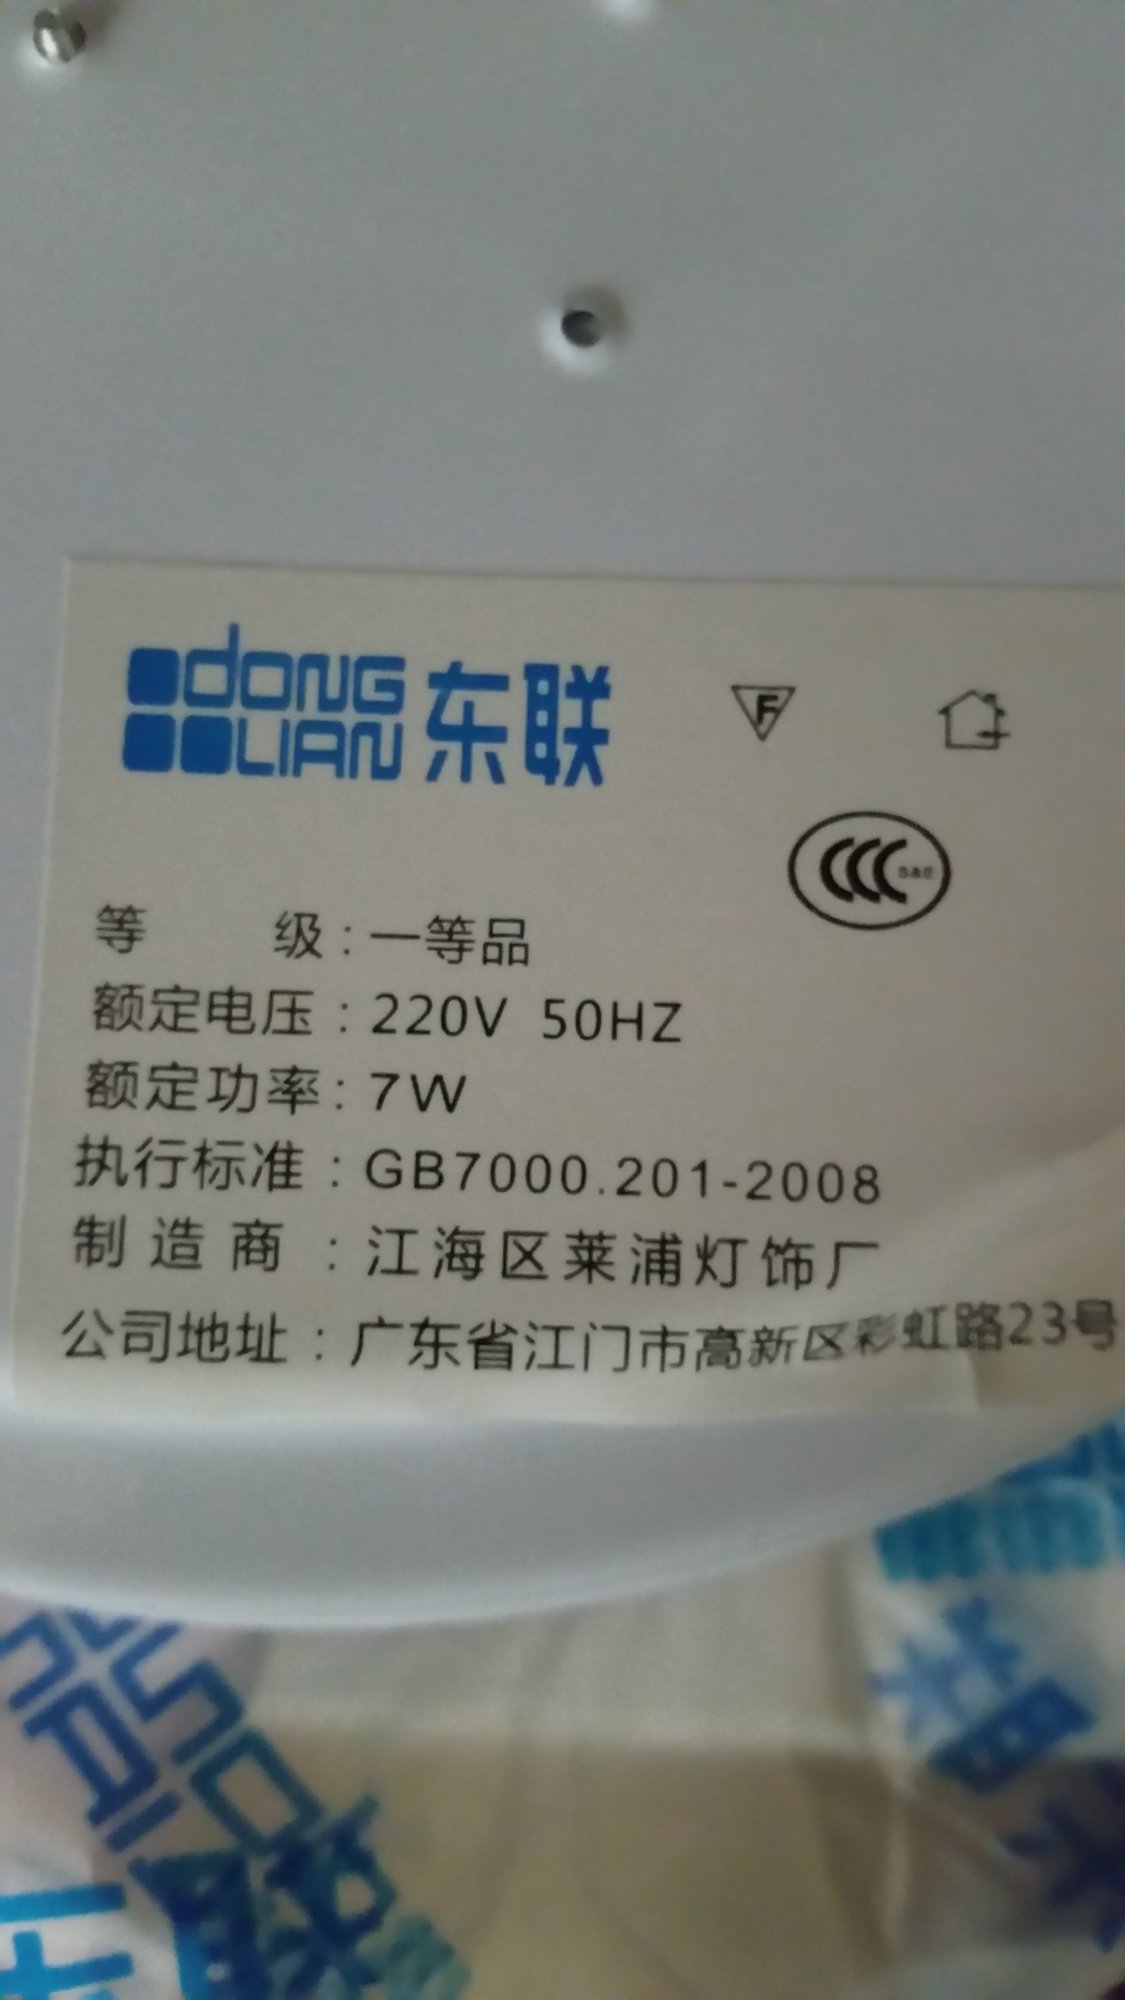 DONG LIAN 东联
F
CCC S&E
等 级：一等品
额定电压：220V 50HZ
额定功率：7W
执行标准：GB7000.201-2008
制造商：江海区莱浦灯饰厂
公司地址：广东省江门市高新区彩虹路23号